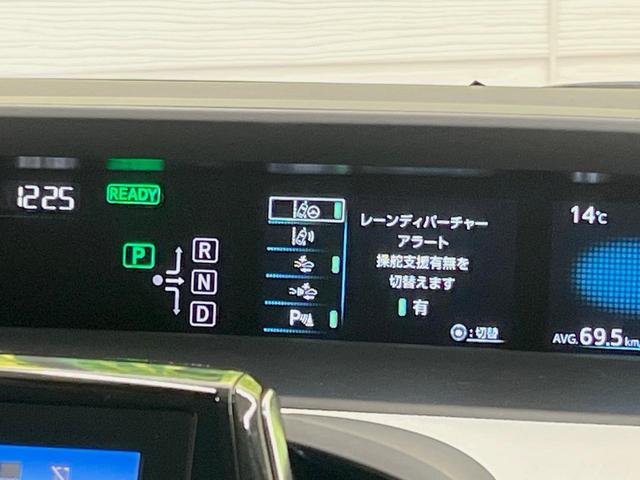 12:25
READY
P
R
N
D
レーンディパーチャー
アラート
操舵支援有無を
切替えます
有
:切替
P
14℃
AVG.69.5km